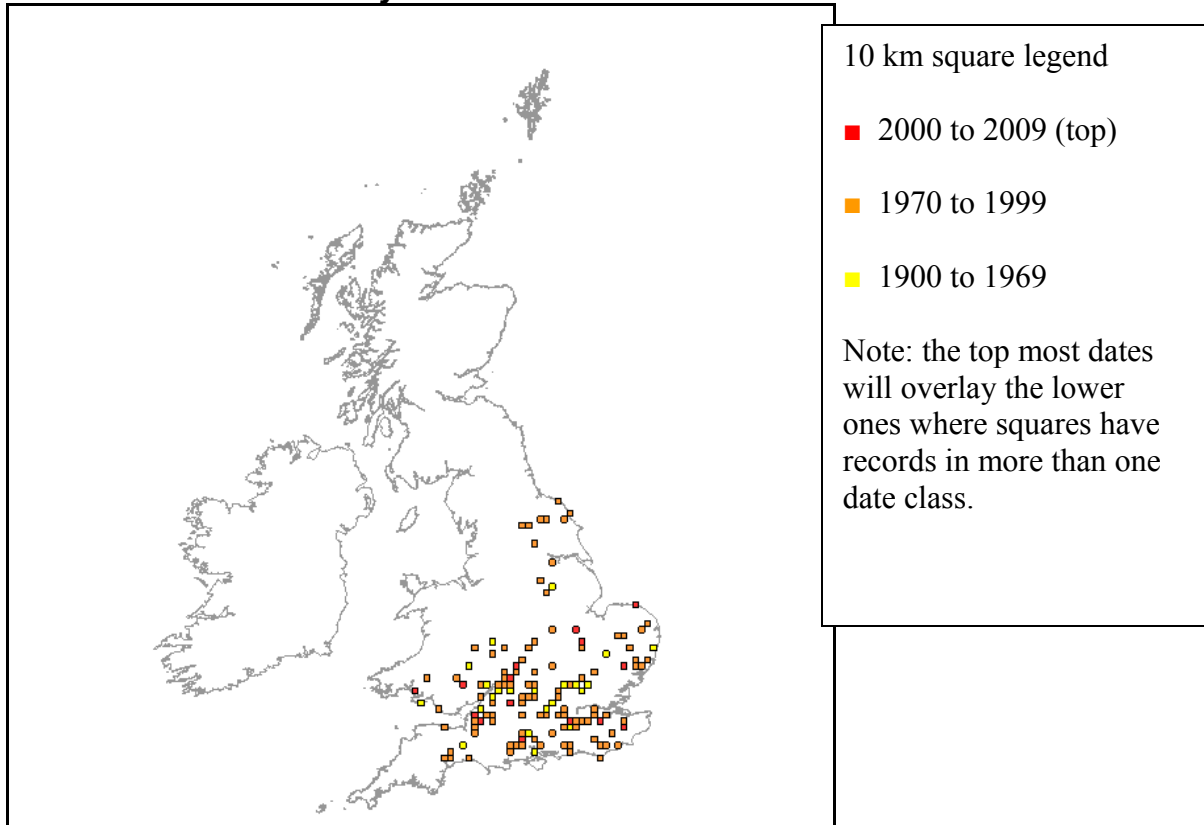 10 km square legend
2000 to 2009 (top)
1970 to 1999
1900 to 1969
Note: the top most dates
will overlay the lower
ones where squares have
records in more than one
date class.